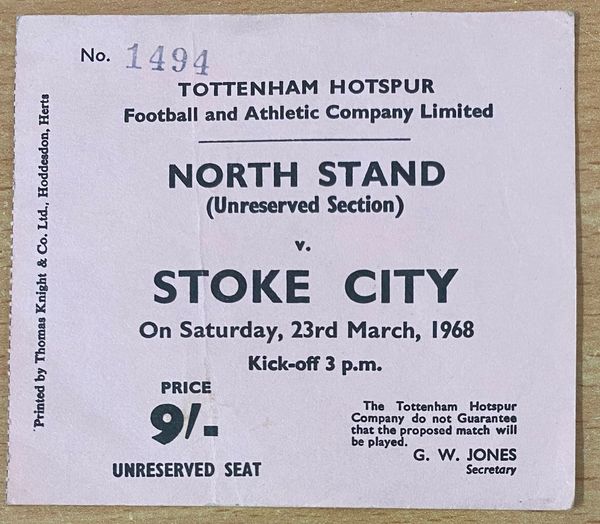 No. 1494
TOTTENHAM HOTSPUR
Football and Athletic Company Limited
NORTH STAND
(Unreserved Section)
v.
STOKE CITY
On Saturday, 23rd March, 1968
Kick-off 3 p.m.
PRICE
9/-
UNRESERVED SEAT
The Tottenham Hotspur
Company do not Guarantee
that the proposed match will
be played.
G. W. JONES
Secretary
Printed by Thomas Knight & Co. Ltd., Hoddesdon, Herts